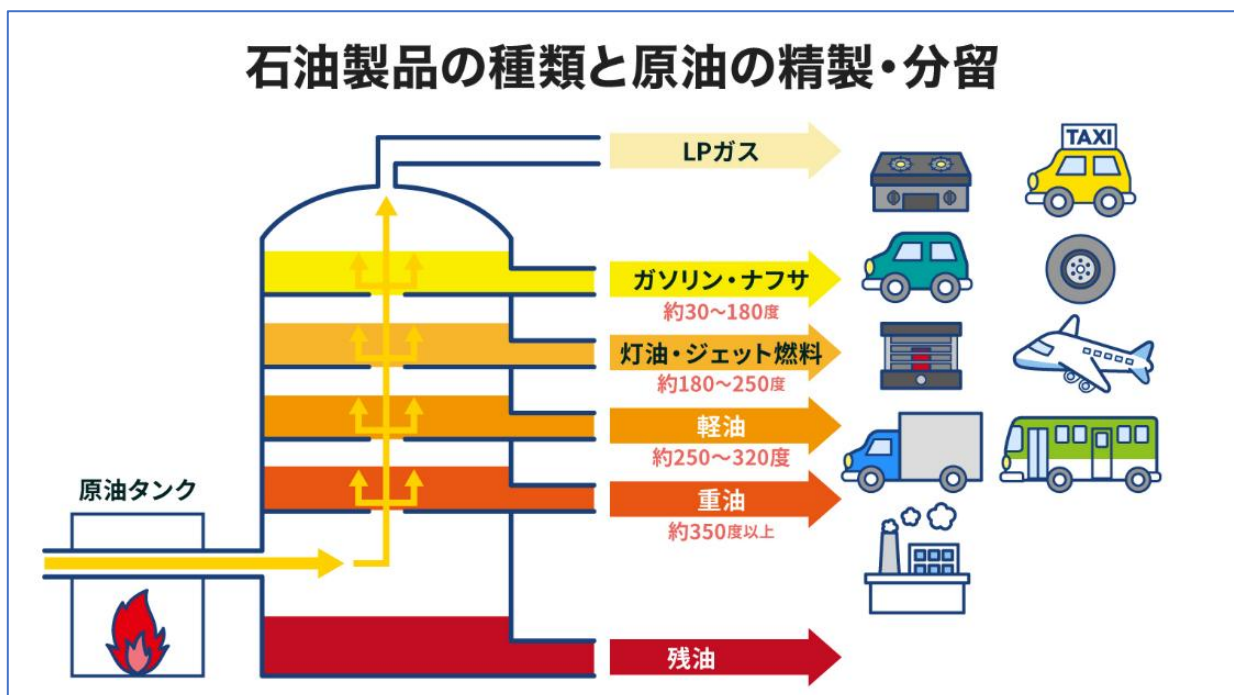 石油製品の種類と原油の精製・分留
LPガス
TAXI
ガソリン・ナフサ
約30〜180度
灯油・ジェット燃料
約180〜250度
軽油
約250〜320度
原油タンク
重油
約350度以上
残油